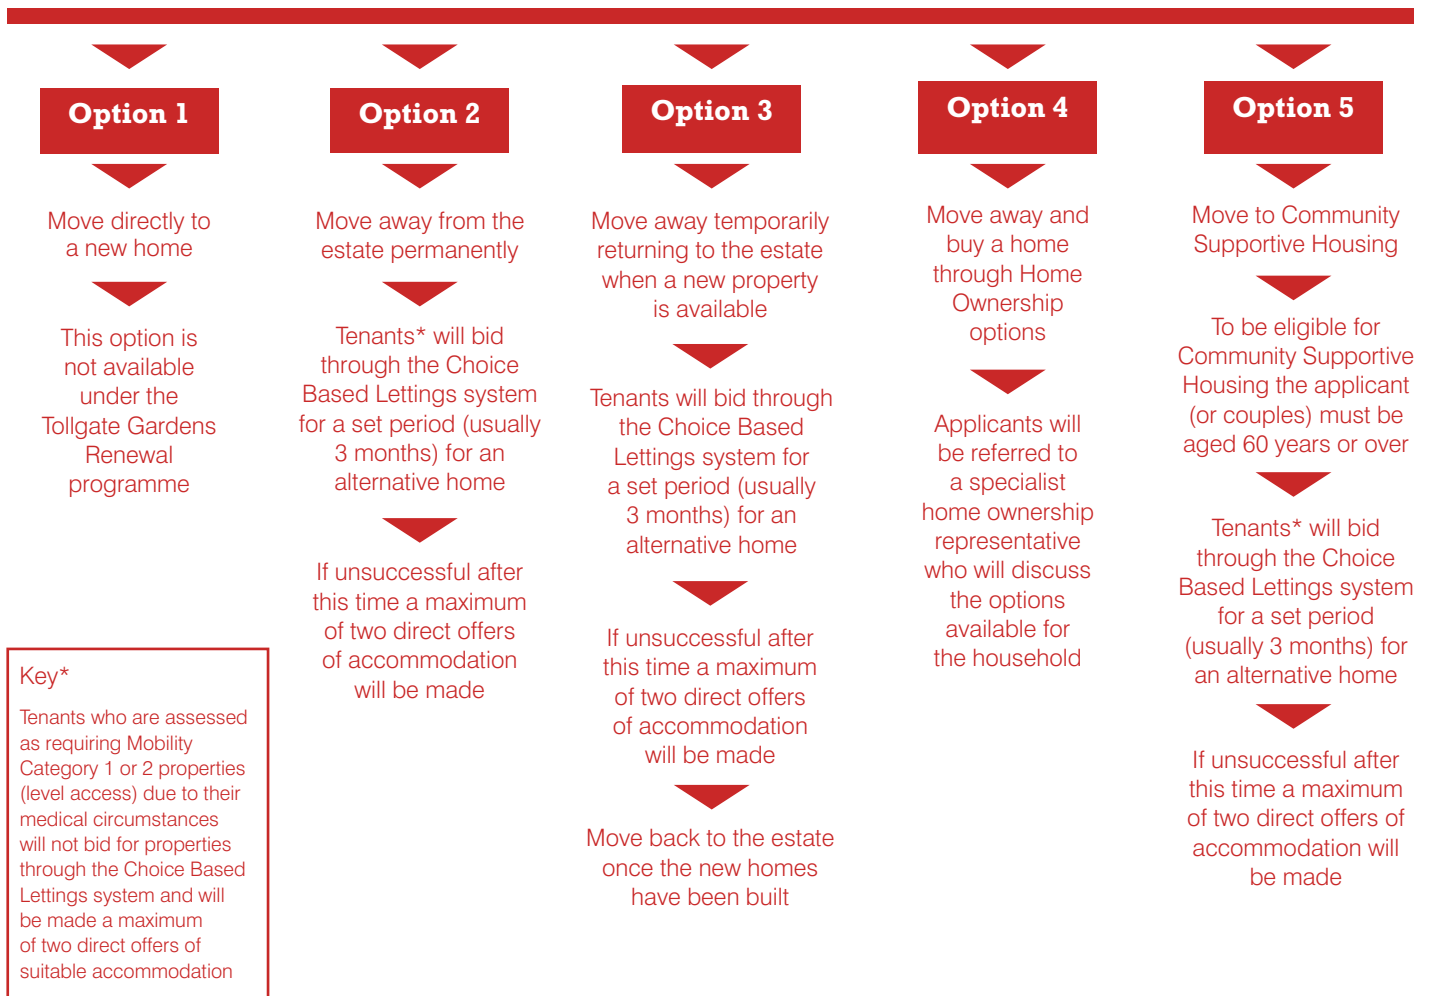 Option 1
Move directly to
a new home
This option is
not available
under the
Tollgate Gardens
Renewal
programme
Option 2
Move away from the
estate permanently
Tenants* will bid
through the Choice
Based Lettings system
for a set period (usually
3 months) for an
alternative home
If unsuccessful after
this time a maximum
of two direct offers
of accommodation
will be made
Option 3
Move away temporarily
returning to the estate
when a new property
is available
Tenants will bid through
the Choice Based
Lettings system for
a set period (usually
3 months) for an
alternative home
If unsuccessful after
this time a maximum
of two direct offers
of accommodation
will be made
Move back to the estate
once the new homes
have been built
Option 4
Move away and
buy a home
through Home
Ownership
options
Applicants will
be referred to
a specialist
home ownership
representative
who will discuss
the options
available for
the household
Option 5
Move to Community
Supportive Housing
To be eligible for
Community Supportive
Housing the applicant
(or couples) must be
aged 60 years or over
Tenants* will bid
through the Choice
Based Lettings system
for a set period
(usually 3 months) for
an alternative home
If unsuccessful after
this time a maximum
of two direct offers of
accommodation will
be made
Key*
Tenants who are assessed
as requiring Mobility
Category 1 or 2 properties
(level access) due to their
medical circumstances
will not bid for properties
through the Choice Based
Lettings system and will
be made a maximum
of two direct offers of
suitable accommodation